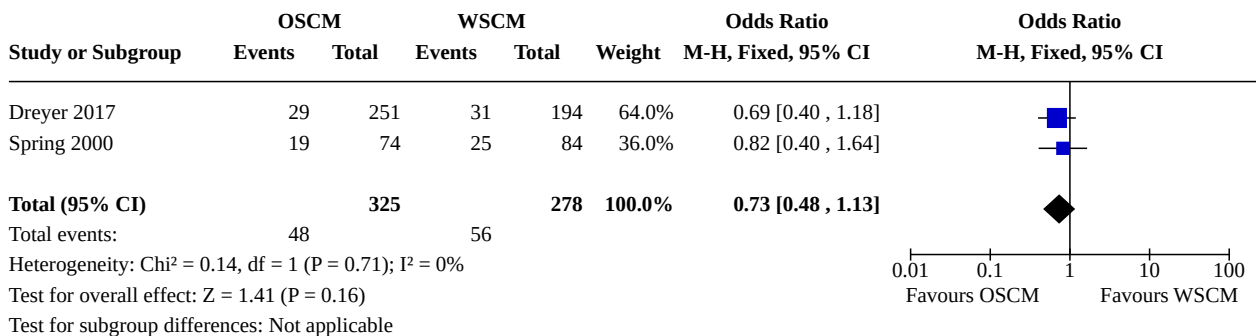 OSCM WSCM Odds Ratio Odds Ratio
Study or Subgroup Events Total Events Total Weight M-H, Fixed, 95% CI M-H, Fixed, 95% CI
Dreyer 2017 29 251 31 194 64.0% 0.69 [0.40 , 1.18]
Spring 2000 19 74 25 84 36.0% 0.82 [0.40 , 1.64]
Total (95% CI) 325 278 100.0% 0.73 [0.48 , 1.13]
Total events: 48 56
Heterogeneity: Chi² = 0.14, df = 1 (P = 0.71); I² = 0%
Test for overall effect: Z = 1.41 (P = 0.16)
Test for subgroup differences: Not applicable
0.01 0.1 1 10 100
Favours OSCM Favours WSCM